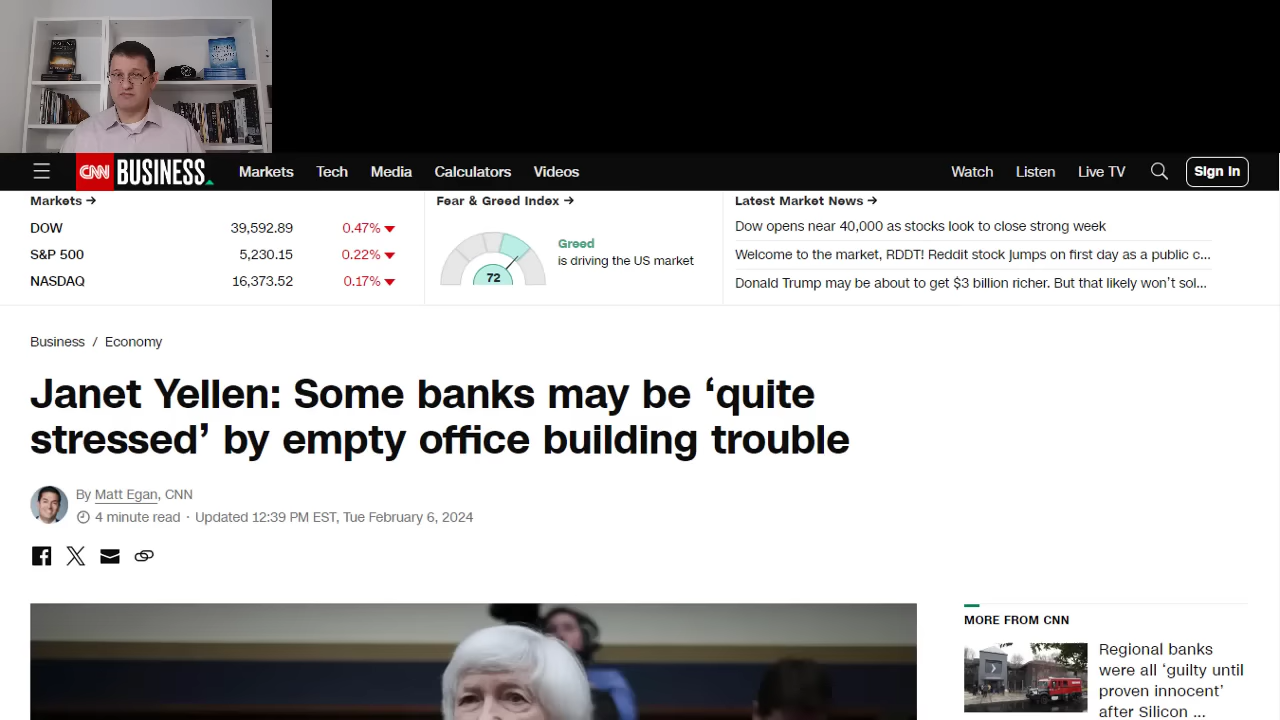 CNN BUSINESS
Markets Tech Media Calculators Videos
Watch Listen Live TV Sign In
Markets →
DOW 39,592.89 0.47%
S&P 500 5,230.15 0.22%
NASDAQ 16,373.52 0.17%
Fear & Greed Index →
72
Greed
is driving the US market
Latest Market News →
Dow opens near 40,000 as stocks look to close strong week
Welcome to the market, RDDT! Reddit stock jumps on first day as a public c...
Donald Trump may be about to get $3 billion richer. But that likely won't sol...
Business / Economy
Janet Yellen: Some banks may be ‘quite
stressed’ by empty office building trouble
By Matt Egan, CNN
4 minute read · Updated 12:39 PM EST, Tue February 6, 2024
MORE FROM CNN
Regional banks
were all ‘guilty until
proven innocent’
after Silicon ...